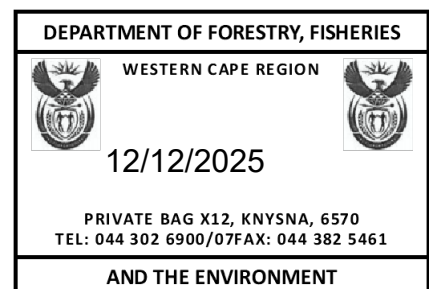 DEPARTMENT OF FORESTRY, FISHERIES
WESTERN CAPE REGION
12/12/2025
PRIVATE BAG X12, KNYSNA, 6570
TEL: 044 302 6900/07FAX: 044 382 5461
AND THE ENVIRONMENT